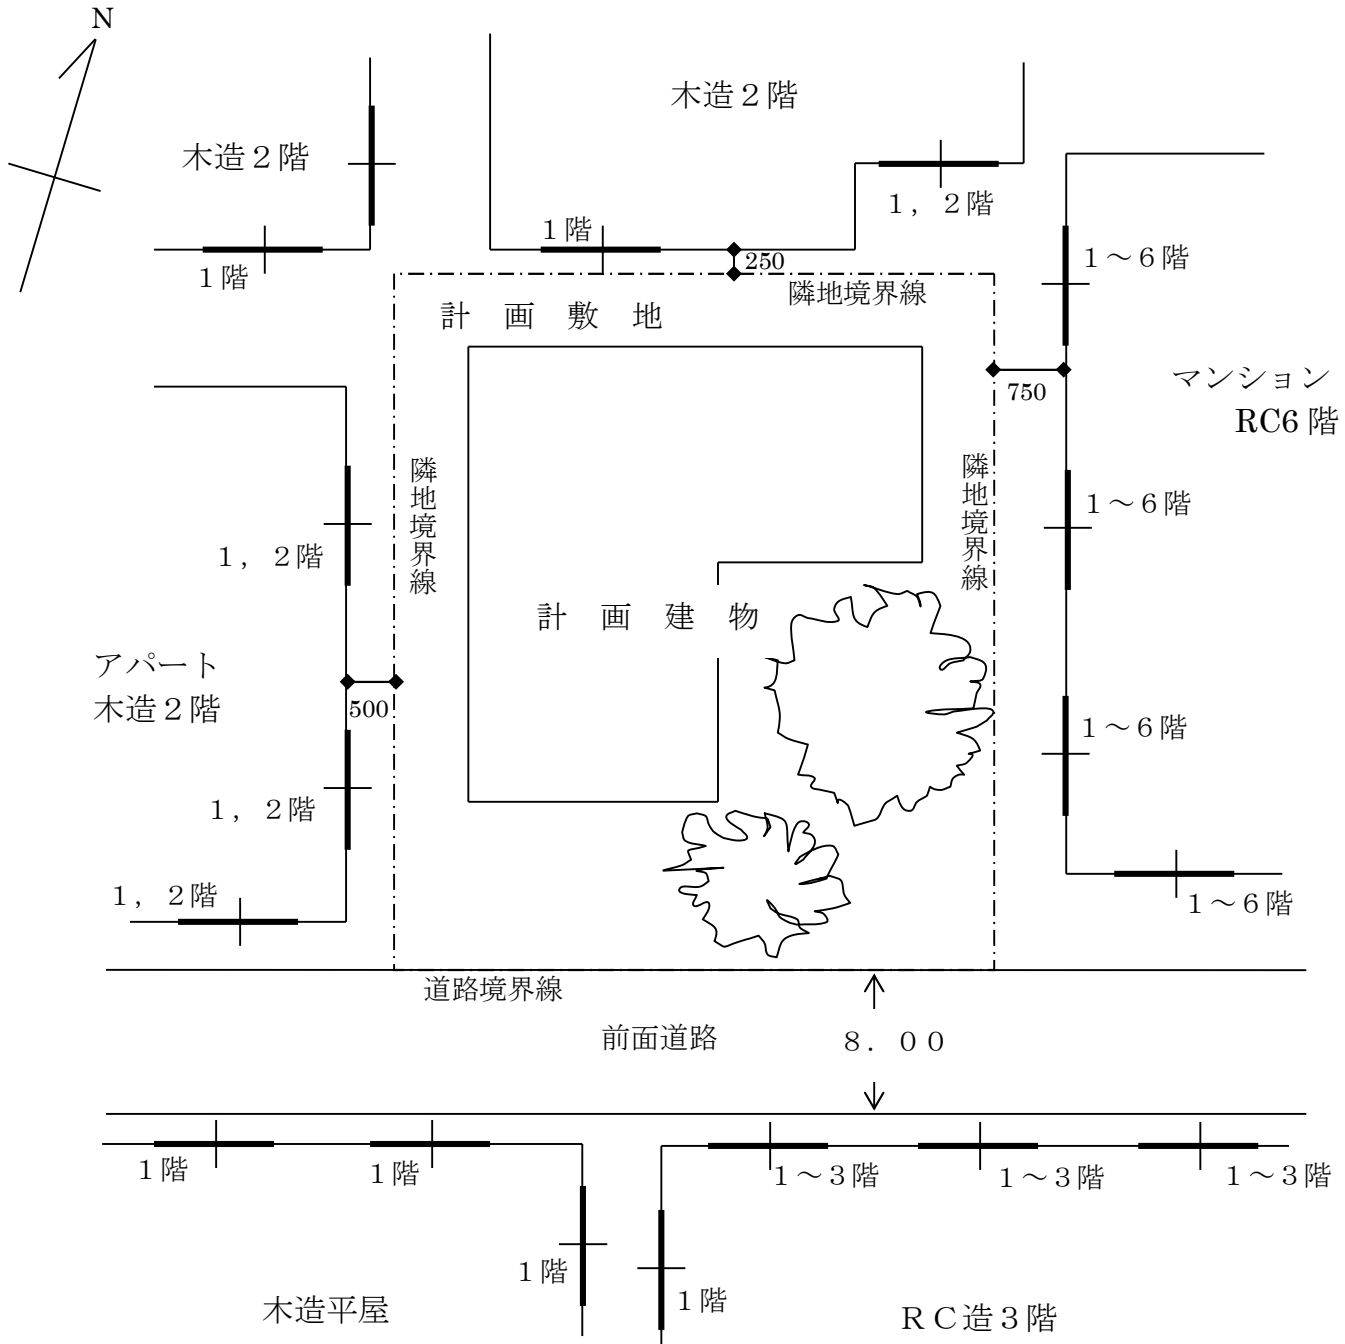 N
木造２階
木造２階
１，２階
１階
１階
250
１～６階
隣地境界線
計　画　敷　地
マンション
RC6 階
750
隣地境界線
隣地境界線
１～６階
１，２階
計　画　建　物
アパート
木造２階
500
１～６階
１，２階
１，２階
１～６階
道路境界線
前面道路
８．００
１階
１階
１～３階
１～３階
１～３階
１階
１階
木造平屋
ＲＣ造３階